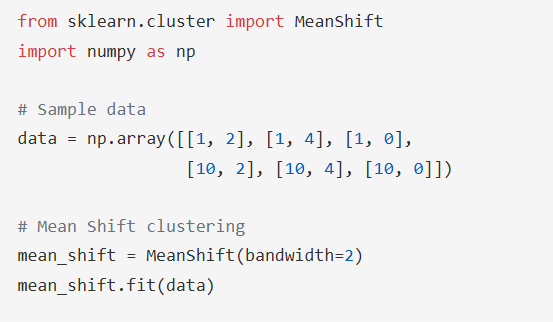 from sklearn.cluster import MeanShift
import numpy as np
# Sample data
data = np.array([[1, 2], [1, 4], [1, 0],
                 [10, 2], [10, 4], [10, 0]])
# Mean Shift clustering
mean_shift = MeanShift(bandwidth=2)
mean_shift.fit(data)